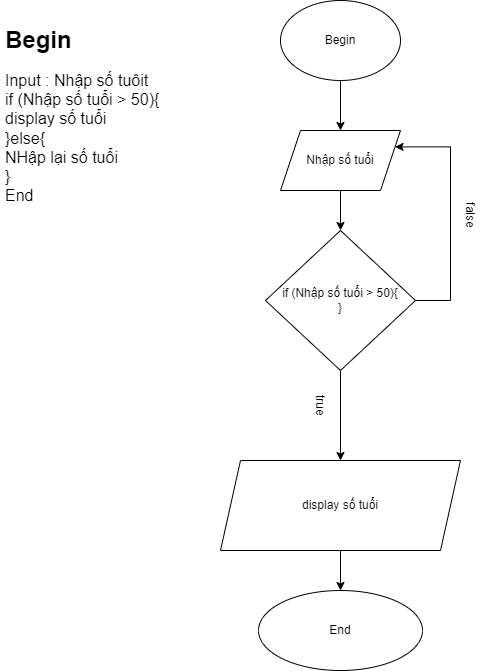 Begin
Input : Nhập số tuôit
if (Nhập số tuổi > 50){
display số tuổi
}else{
NHập lại số tuổi
}
End
Begin
Nhập số tuổi
false
if (Nhập số tuổi > 50){
}
true
display số tuổi
End